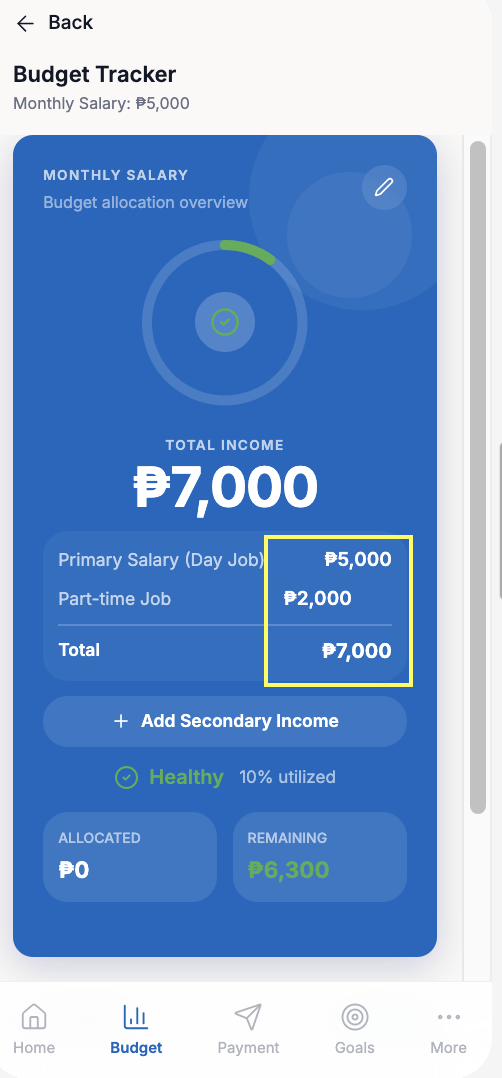 Back
Budget Tracker
Monthly Salary: ₱5,000
MONTHLY SALARY
Budget allocation overview
TOTAL INCOME
₱7,000
Primary Salary (Day Job) ₱5,000
Part-time Job ₱2,000
Total ₱7,000
+ Add Secondary Income
Healthy 10% utilized
ALLOCATED REMAINING
₱0 ₱6,300
Home Budget Payment Goals More